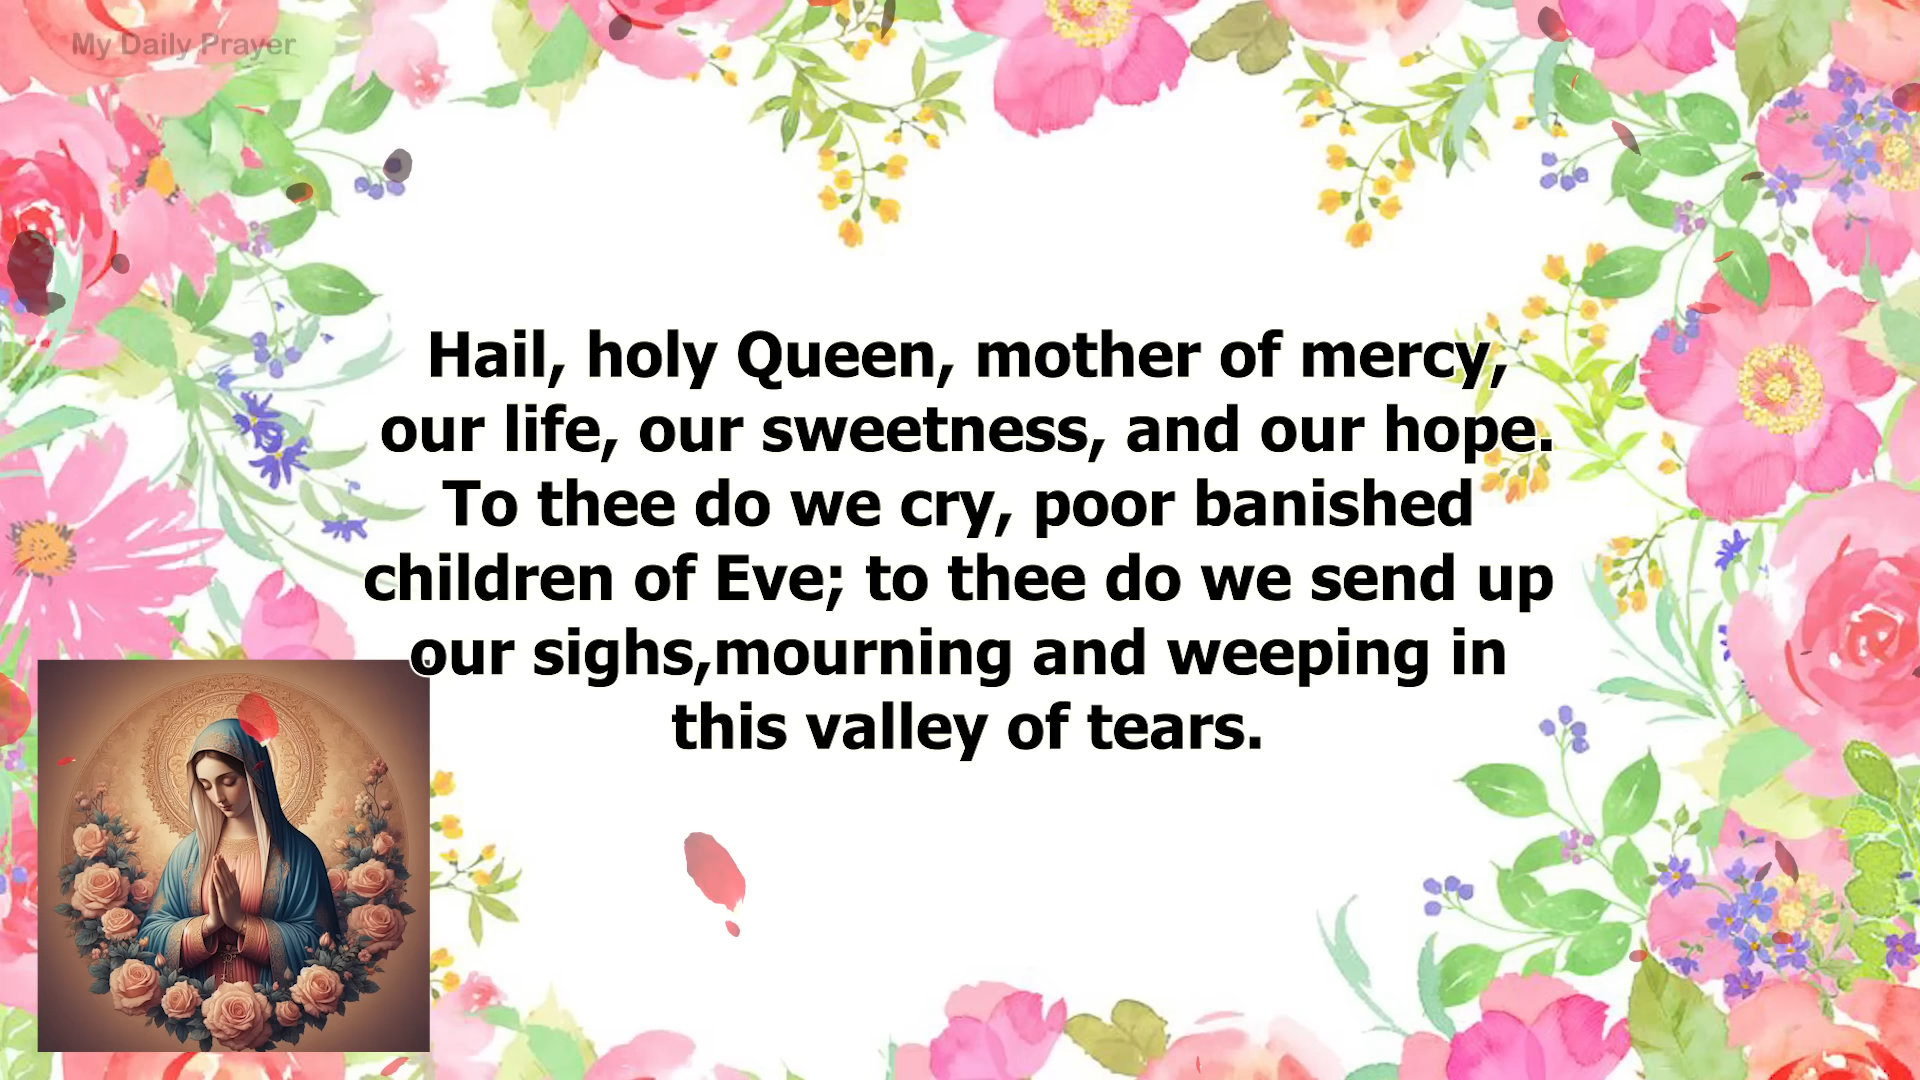 My Daily Prayer
Hail, holy Queen, mother of mercy,
our life, our sweetness, and our hope.
To thee do we cry, poor banished
children of Eve; to thee do we send up
our sighs,mourning and weeping in
this valley of tears.